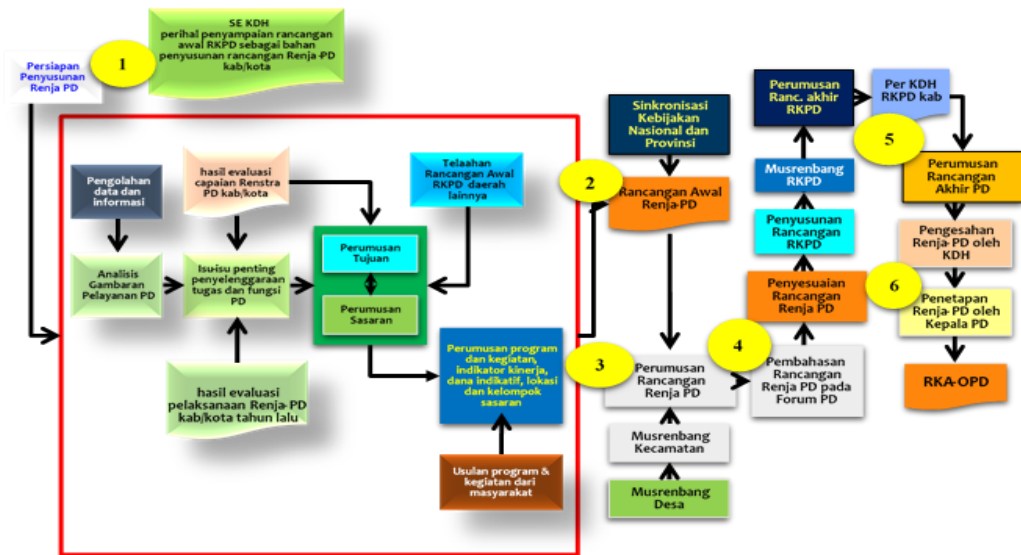 SE KDH
perihal penyampaian rancangan
awal RKPD sebagai bahan
penyusunan rancangan Renja-PD
kab/kota
1
Persiapan
Penyusunan
Renja PD
Pengolahan
data dan
informasi
hasil evaluasi
capaian Renstra
PD kab/kota
Telaahan
Rancangan Awal
RKPD daerah
lainnya
Analisis
Gambaran
Pelayanan PD
Isu-isu penting
penyelenggaraan
tugas dan fungsi
PD
Perumusan
Tujuan
Perumusan
Sasaran
hasil evaluasi
pelaksanaan Renja-PD
kab/kota tahun lalu
Perumusan program
dan kegiatan,
indikator kinerja,
dana indikatif, lokasi
dan kelompok
sasaran
Usulan program &
kegiatan dari
masyarakat
Sinkronisasi
Kebijakan
Nasional dan
Provinsi
2
Rancangan Awal
Renja-PD
3
Perumusan
Rancangan
Renja PD
Musrenbang
Kecamatan
Musrenbang
Desa
4
Pembahasan
Rancangan
Renja PD pada
Forum PD
Penyesuaian
Rancangan
Renja PD
Penyusunan
Rancangan
RKPD
Musrenbang
RKPD
Perumusan
Ranc. akhir
RKPD
Per KDH
RKPD kab
5
Perumusan
Rancangan
Akhir PD
Pengesahan
Renja-PD oleh
KDH
6
Penetapan
Renja-PD oleh
Kepala PD
RKA-OPD